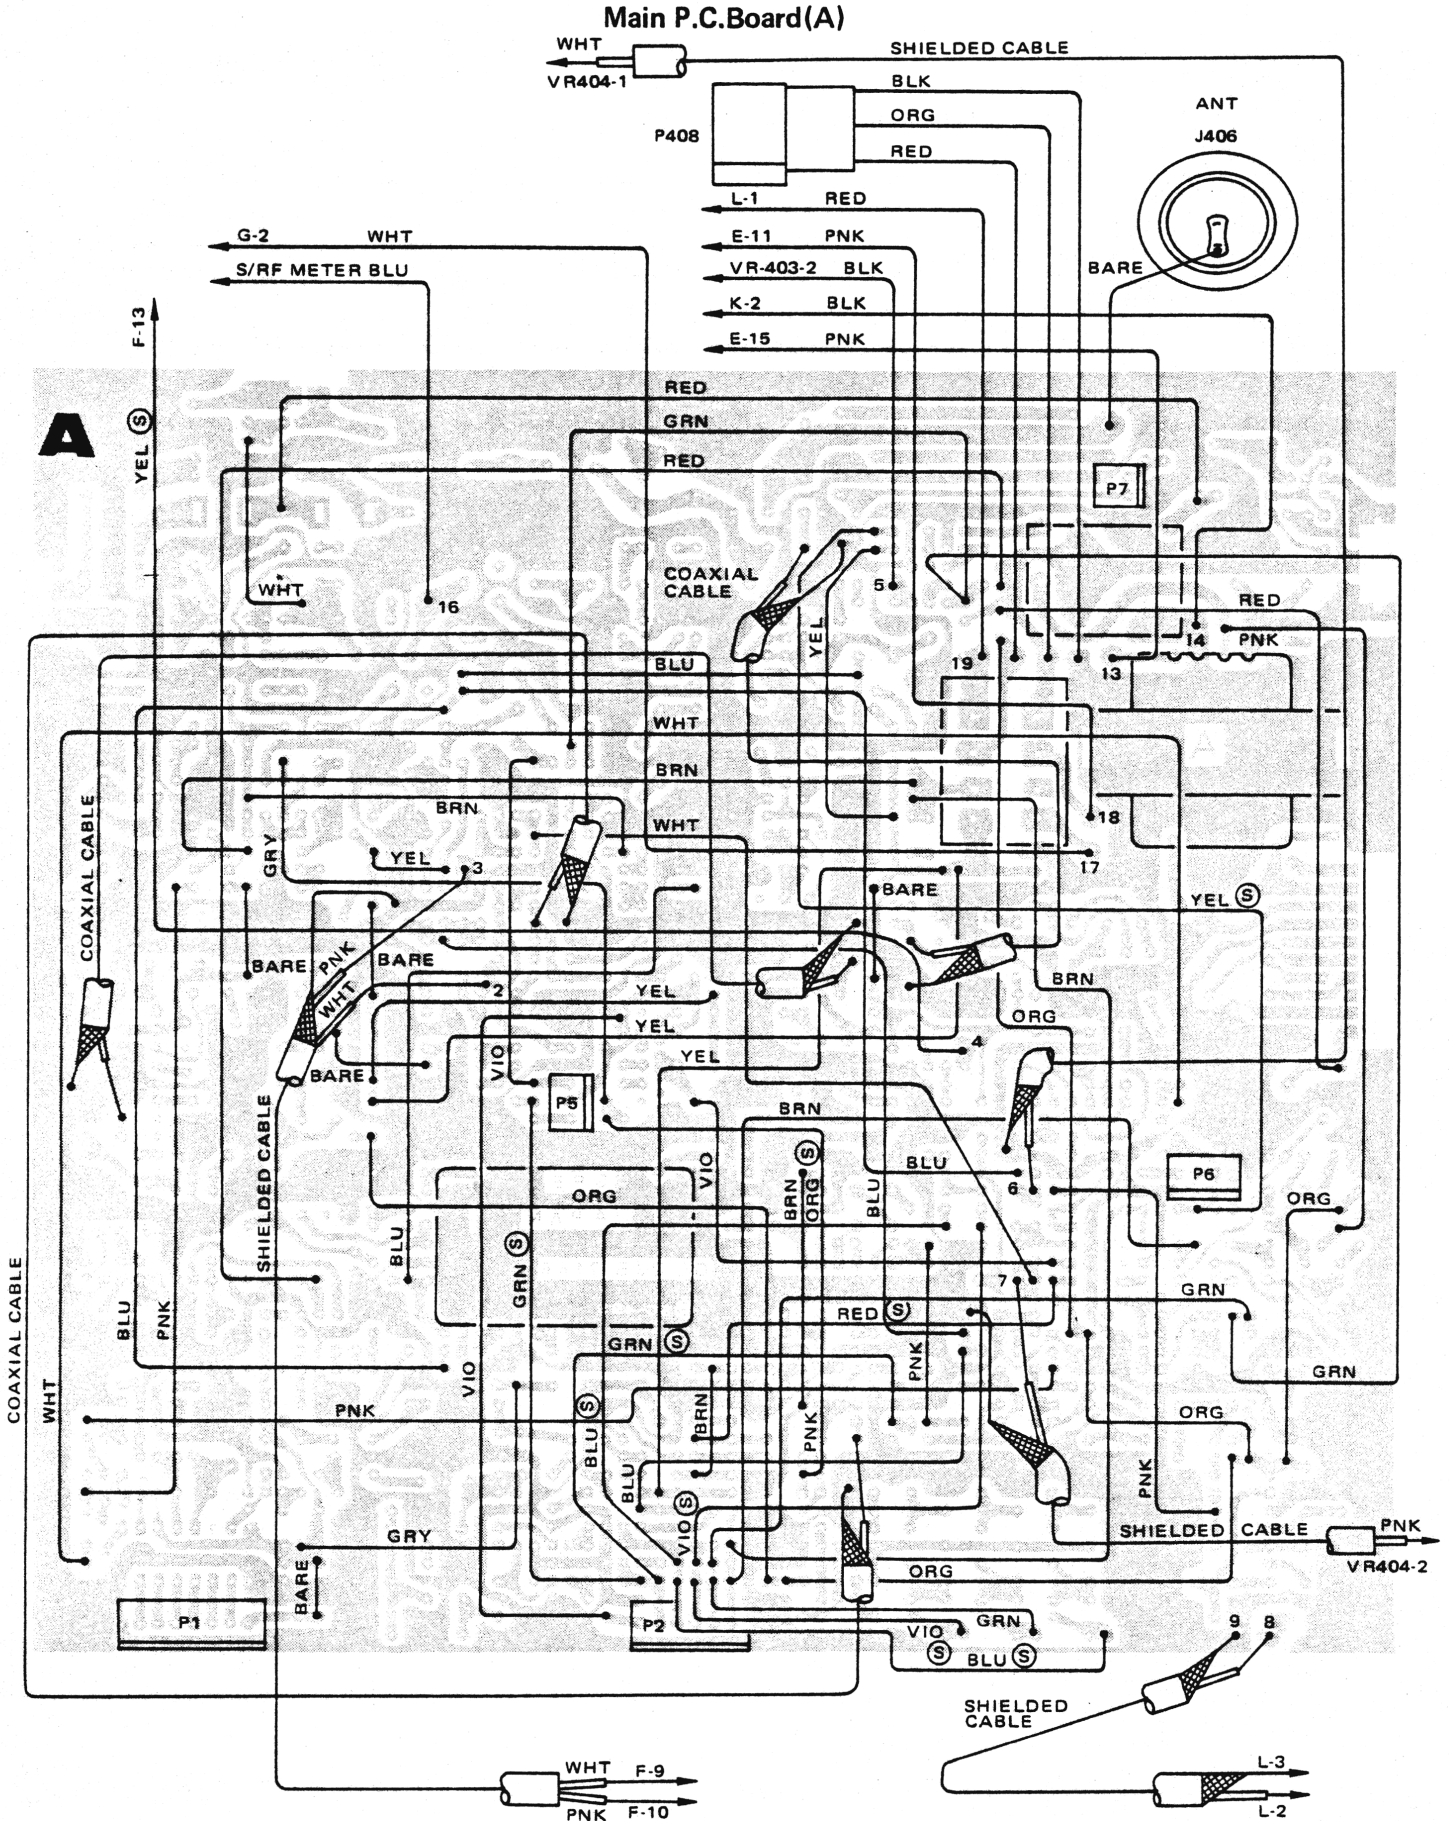 Main P.C.Board(A)
WHT
VR404-1
SHIELDED CABLE
BLK
ORG
RED
P408
ANT
J406
L-1 RED
G-2 WHT
E-11 PNK
S/RF METER BLU
VR-403-2 BLK
BARE
K-2 BLK
F-13
E-15 PNK
RED
A
YEL S
GRN
RED
P7
COAXIAL CABLE
WHT
16
5
YEL
RED
14
PNK
BLU
19
13
WHT
BRN
BRN
COAXIAL CABLE
GRY
WHT
18
YEL
3
17
BARE
YEL S
BARE
PNK
BARE
WHT
2
YEL
BRN
ORG
YEL
4
VIO
YEL
BARE
P5
BRN
SHIELDED CABLE
VIO
BRN
ORG S
BLU
BLU
6
P6
ORG
ORG
BLU
GRN S
COAXIAL CABLE
BLU
PNK
7
GRN
RED S
GRN S
PNK
GRN
VIO
WHT
PNK
BLU S
BRN
PNK
ORG
BLU
PNK
VIO S
GRY
SHIELDED CABLE
PNK
VR404-2
BARE
ORG
P1
P2
GRN
VIO S
BLU S
9
8
SHIELDED
CABLE
WHT F-9
PNK F-10
L-3
L-2